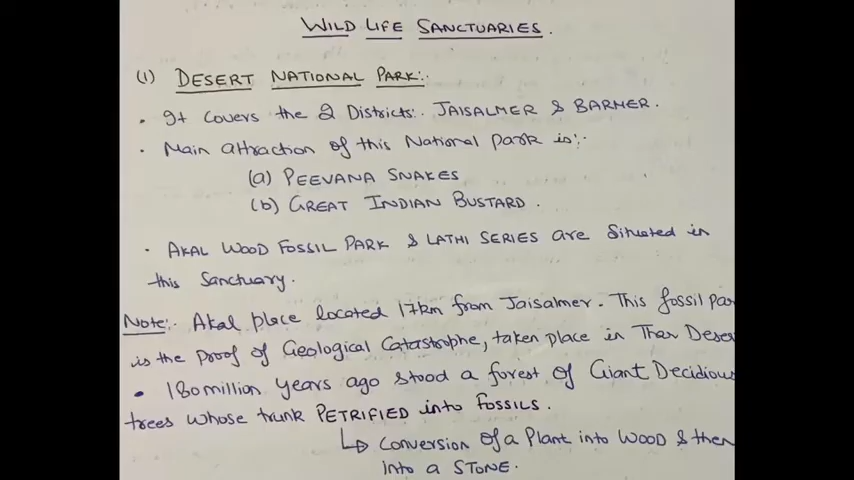 WILD LIFE SANCTUARIES.
(1) DESERT NATIONAL PARK:-
• It covers the 2 Districts:. JAISALMER & BARMER.
• Main attraction of this National park is:-
(a) PEEVANA SNAKES
(b) GREAT INDIAN BUSTARD.
• AKAL WOOD FOSSIL PARK & LATHI SERIES are situated in
this Sanctuary.
Note:. Akal place located 17km from Jaisalmer. This fossil par
is the proof of Geological Catastrophe, taken place in Thar Deser
• 180 million years ago stood a forest of Giant Decidious
trees whose trunk PETRIFIED into FOSSILS.
↳ Conversion of a Plant into WOOD & then
into a STONE.